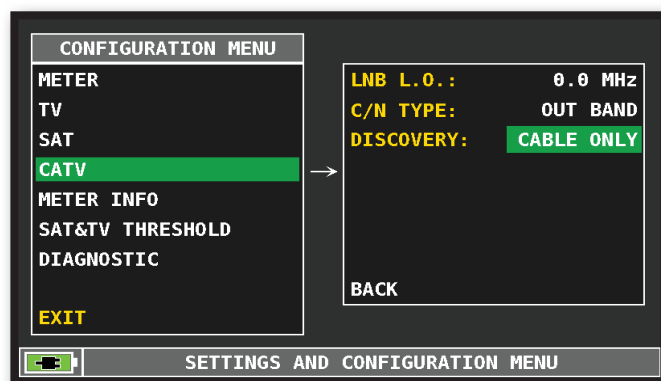 CONFIGURATION MENU
METER
TV
SAT
CATV
METER INFO
SAT&TV THRESHOLD
DIAGNOSTIC
EXIT
LNB L.O.: 0.0 MHz
C/N TYPE: OUT BAND
DISCOVERY: CABLE ONLY
BACK
SETTINGS AND CONFIGURATION MENU